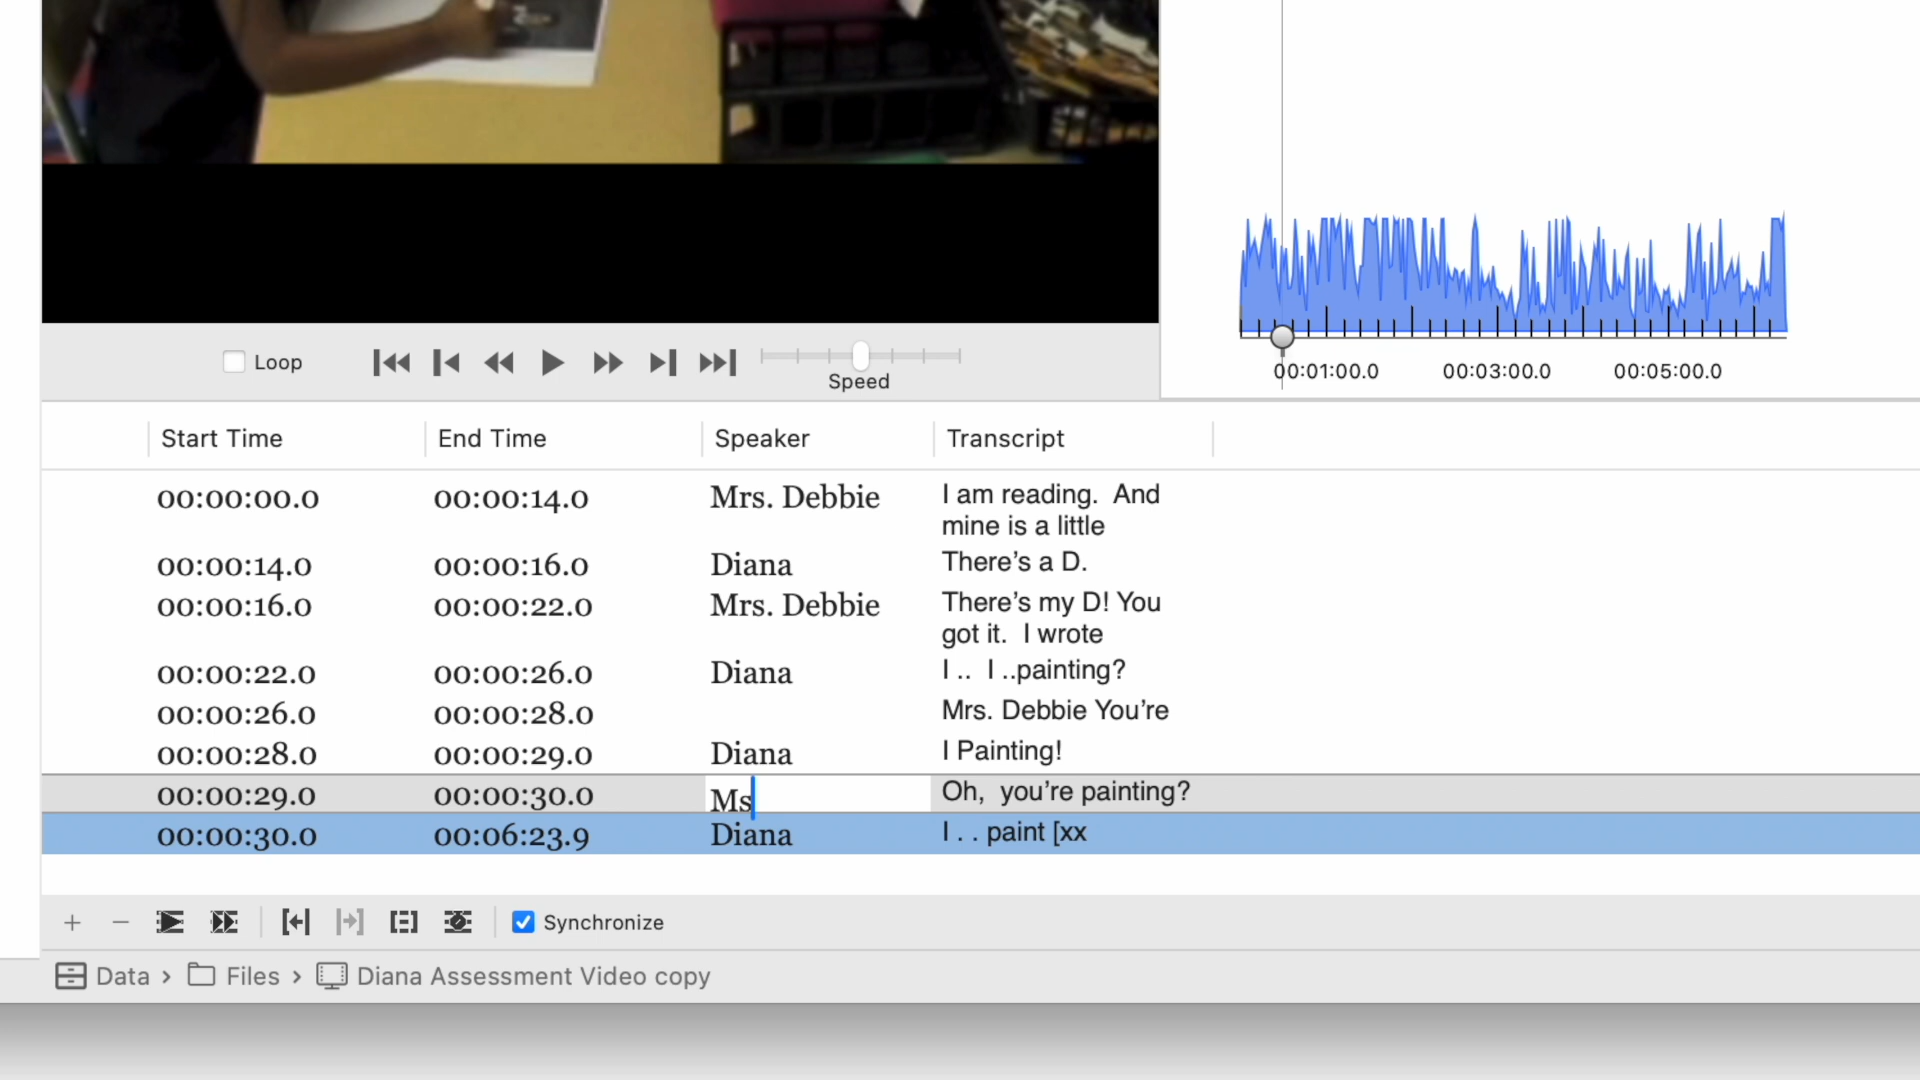 Loop
Speed
00:01:00.0 00:03:00.0 00:05:00.0
Start Time End Time Speaker Transcript
00:00:00.0 00:00:14.0 Mrs. Debbie I am reading.  And
mine is a little
00:00:14.0 00:00:16.0 Diana There’s a D.
00:00:16.0 00:00:22.0 Mrs. Debbie There’s my D! You
got it.  I wrote
00:00:22.0 00:00:26.0 Diana I ..  I ..painting?
00:00:26.0 00:00:28.0 Mrs. Debbie You’re
00:00:28.0 00:00:29.0 Diana I Painting!
00:00:29.0 00:00:30.0 Ms Oh,  you’re painting?
00:00:30.0 00:06:23.9 Diana I . . paint [xx
Synchronize
Data › Files › Diana Assessment Video copy